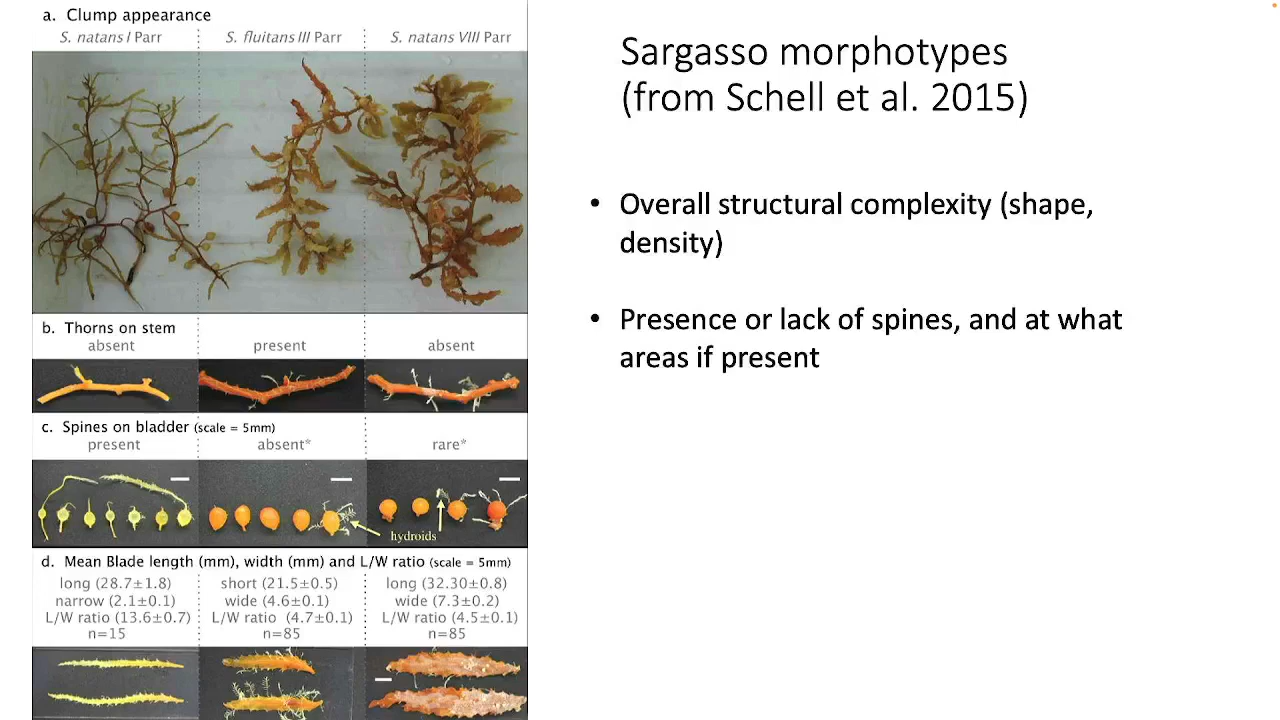 a. Clump appearance
S. natans I Parr
S. fluitans III Parr
S. natans VIII Parr
b. Thorns on stem
absent
present
absent
c. Spines on bladder (scale = 5mm)
present
absent*
rare*
hydroids
d. Mean Blade length (mm), width (mm) and L/W ratio (scale = 5mm)
long (28.7±1.8)
narrow (2.1±0.1)
L/W ratio (13.6±0.7)
n=15
short (21.5±0.5)
wide (4.6±0.1)
L/W ratio (4.7±0.1)
n=85
long (32.30±0.8)
wide (7.3±0.2)
L/W ratio (4.5±0.1)
n=85
Sargasso morphotypes
(from Schell et al. 2015)
• Overall structural complexity (shape,
density)
• Presence or lack of spines, and at what
areas if present